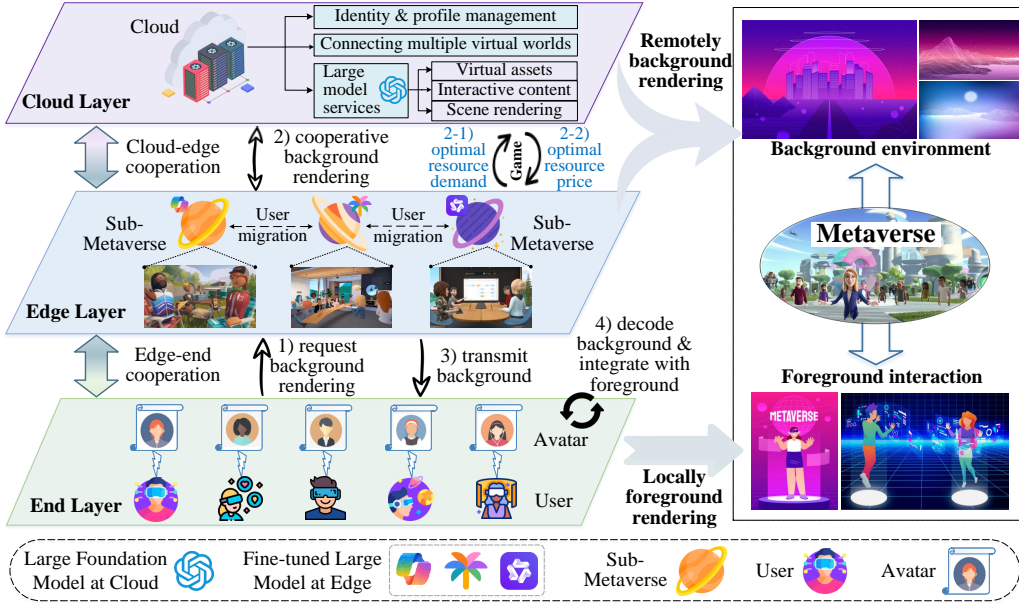 Cloud
Identity & profile management
Connecting multiple virtual worlds
Large
model
services
Virtual assets
Interactive content
Scene rendering
Cloud Layer
Remotely
background
rendering
Background environment
Cloud-edge
cooperation
2) cooperative
background
rendering
2-1)
optimal
resource
demand
Game
2-2)
optimal
resource
price
Sub-
Metaverse
User
migration
User
migration
Sub-
Metaverse
Edge Layer
Metaverse
Edge-end
cooperation
1) request
background
rendering
3) transmit
background
4) decode
background &
integrate with
foreground
Foreground interaction
METAVERSE
Avatar
User
End Layer
Locally
foreground
rendering
Large Foundation
Model at Cloud
Fine-tuned Large
Model at Edge
Sub-
Metaverse
User
Avatar